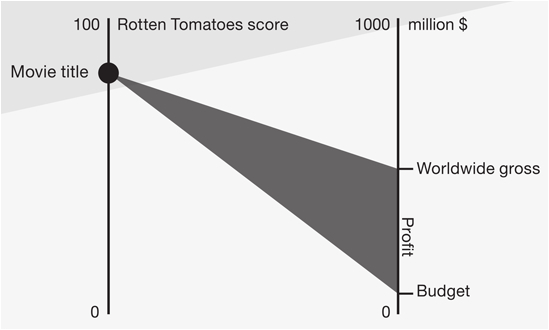 100 Rotten Tomatoes score
1000 million $
Movie title
Worldwide gross
Profit
Budget
0
0